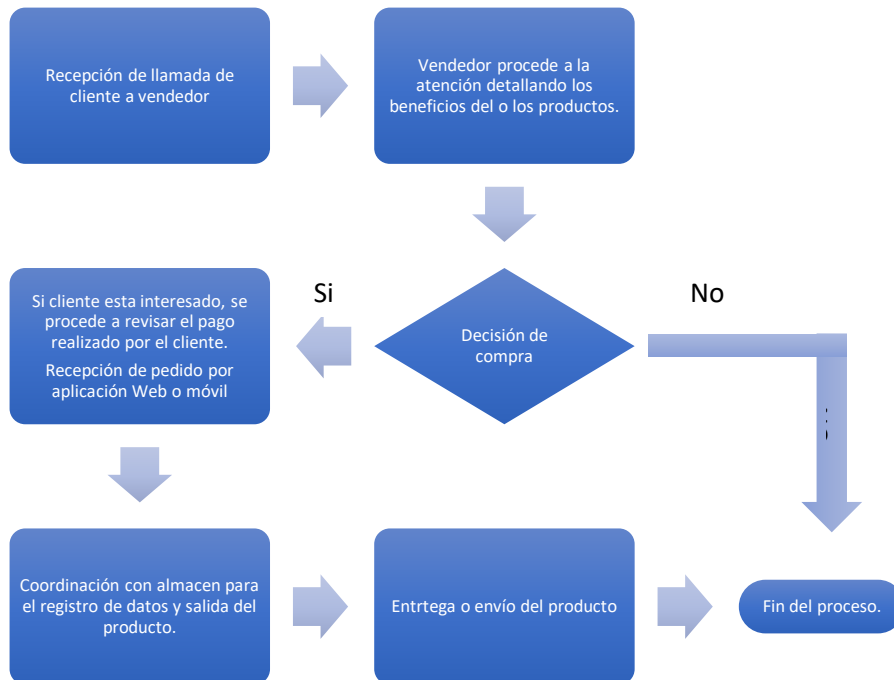 Recepción de llamada de
cliente a vendedor
Vendedor procede a la
atención detallando los
beneficios del o los productos.
Si cliente esta interesado, se
procede a revisar el pago
realizado por el cliente.
Recepción de pedido por
aplicación Web o móvil
Si
Decisión de
compra
No
Coordinación con almacen para
el registro de datos y salida del
producto.
Entrtega o envío del producto
Fin del proceso.